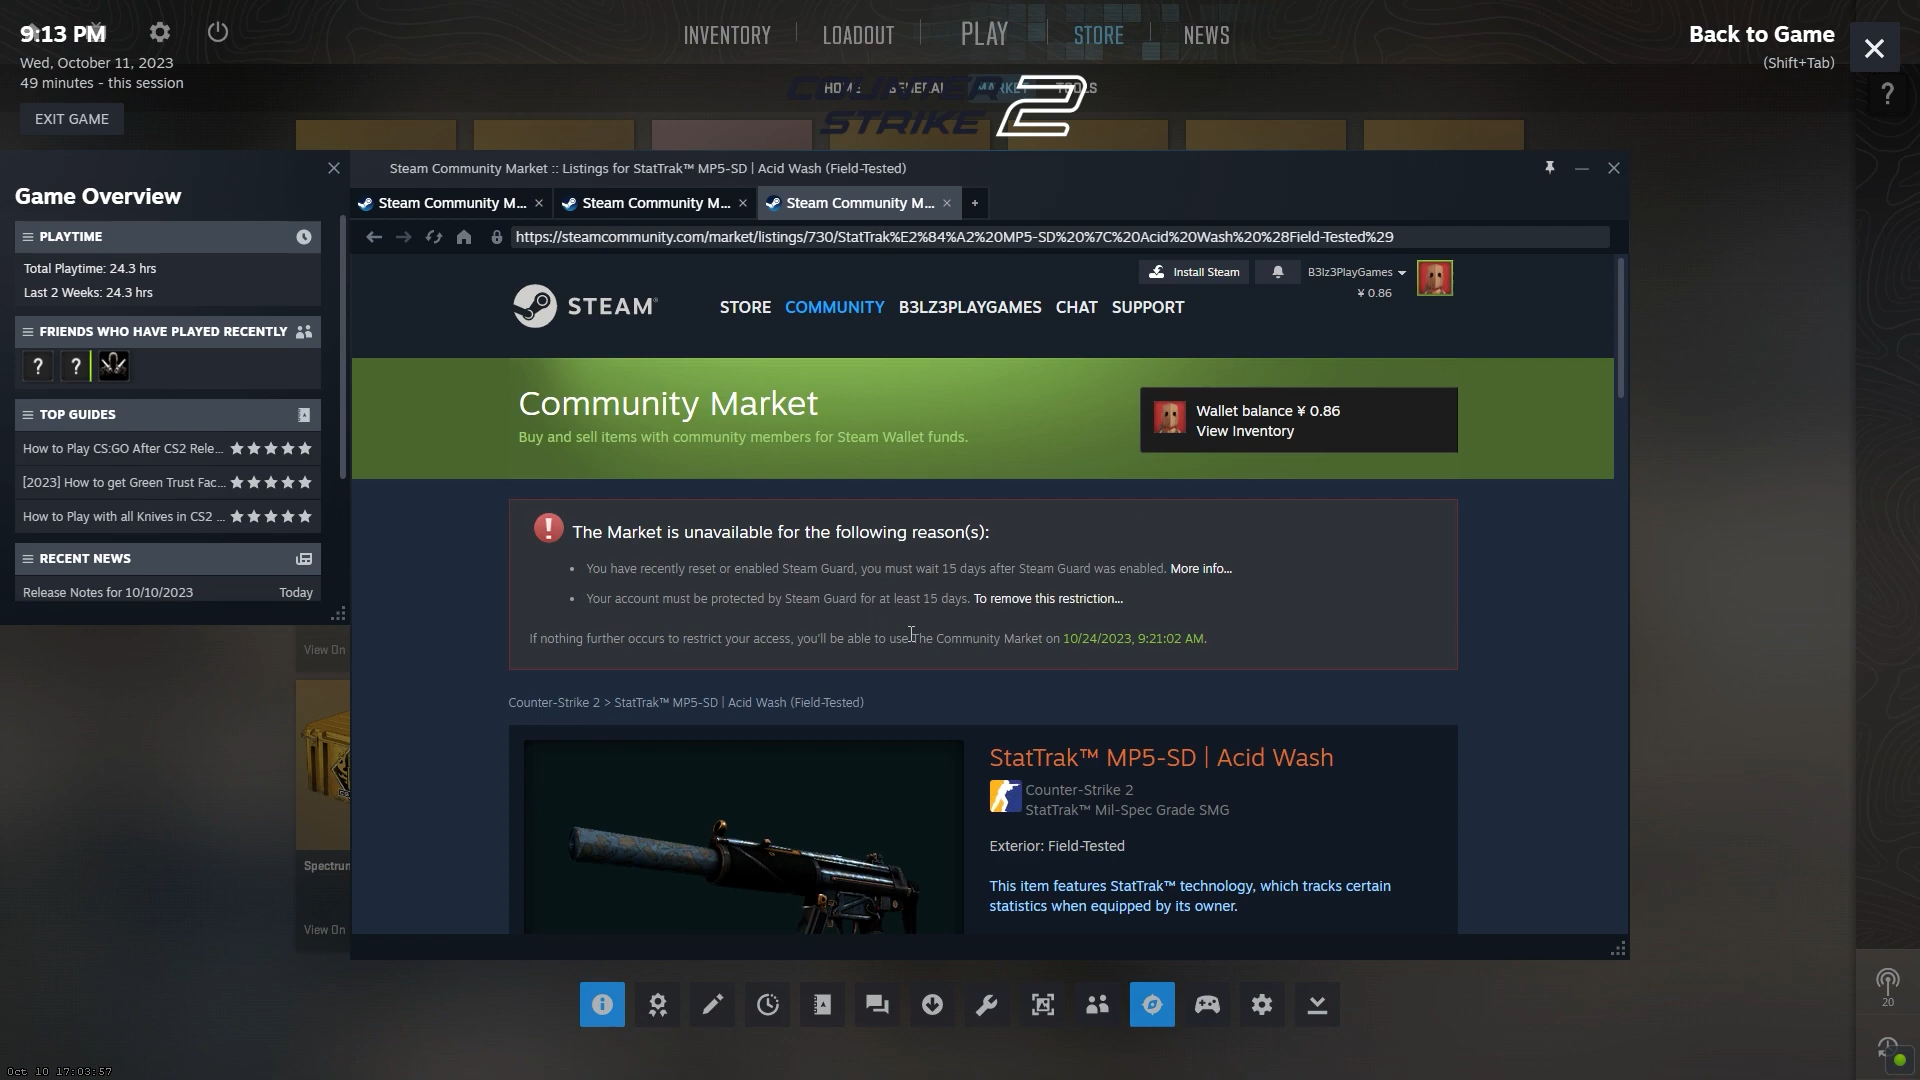 9:13 PM
Wed, October 11, 2023
49 minutes - this session
EXIT GAME
INVENTORY
LOADOUT
PLAY
STORE
NEWS
HOME
GENERAL
MARKET
TOOLS
COUNTER
STRIKE 2
Back to Game
(Shift+Tab)
?
Game Overview
PLAYTIME
Total Playtime: 24.3 hrs
Last 2 Weeks: 24.3 hrs
FRIENDS WHO HAVE PLAYED RECENTLY
? ?
TOP GUIDES
How to Play CS:GO After CS2 Rele...
[2023] How to get Green Trust Fac...
How to Play with all Knives in CS2 ...
RECENT NEWS
Release Notes for 10/10/2023 Today
View On
Spectrum
View On
Steam Community Market :: Listings for StatTrak™ MP5-SD | Acid Wash (Field-Tested)
Steam Community M...
Steam Community M...
Steam Community M...
https://steamcommunity.com/market/listings/730/StatTrak%E2%84%A2%20MP5-SD%20%7C%20Acid%20Wash%20%28Field-Tested%29
Install Steam
B3lz3PlayGames
¥ 0.86
STEAM®
STORE COMMUNITY B3LZ3PLAYGAMES CHAT SUPPORT
Community Market
Buy and sell items with community members for Steam Wallet funds.
Wallet balance ¥ 0.86
View Inventory
The Market is unavailable for the following reason(s):
You have recently reset or enabled Steam Guard, you must wait 15 days after Steam Guard was enabled. More info...
Your account must be protected by Steam Guard for at least 15 days. To remove this restriction...
If nothing further occurs to restrict your access, you'll be able to use The Community Market on 10/24/2023, 9:21:02 AM.
Counter-Strike 2 > StatTrak™ MP5-SD | Acid Wash (Field-Tested)
StatTrak™ MP5-SD | Acid Wash
Counter-Strike 2
StatTrak™ Mil-Spec Grade SMG
Exterior: Field-Tested
This item features StatTrak™ technology, which tracks certain
statistics when equipped by its owner.
20
Oct 10 17:03:57